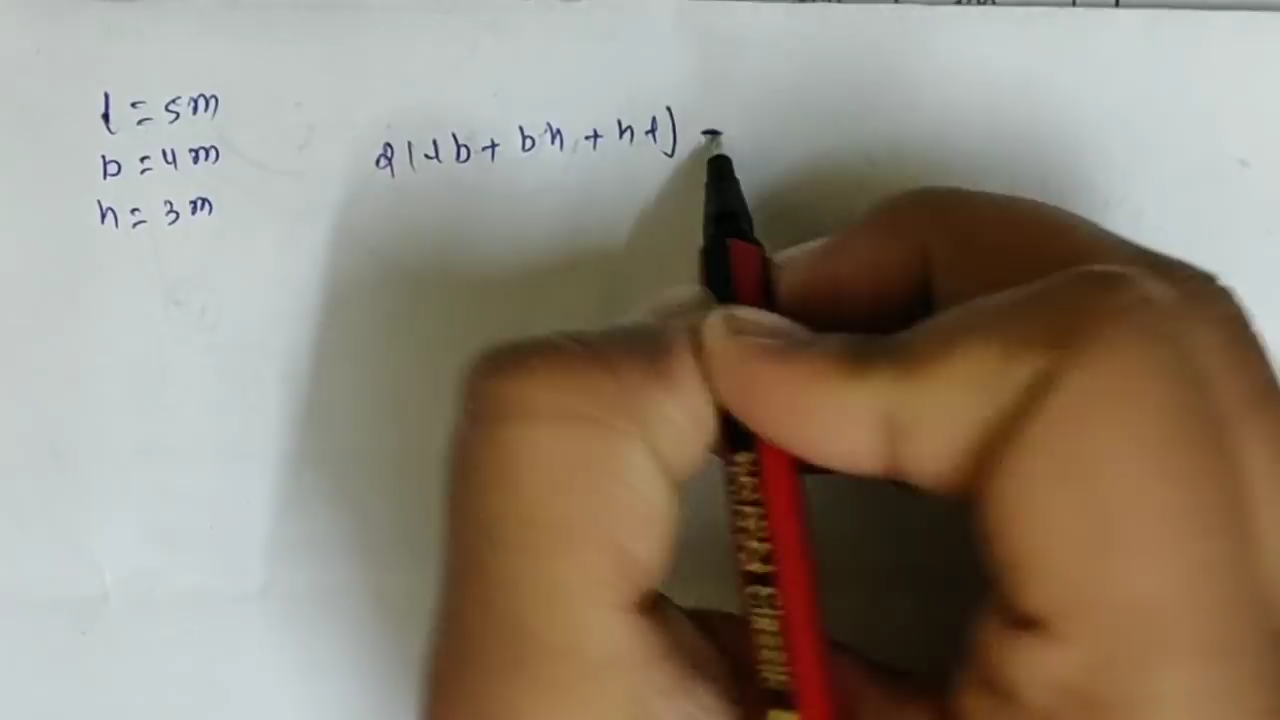 l = 5m
b = 4m
h = 3m
2(lb + bh + hl)